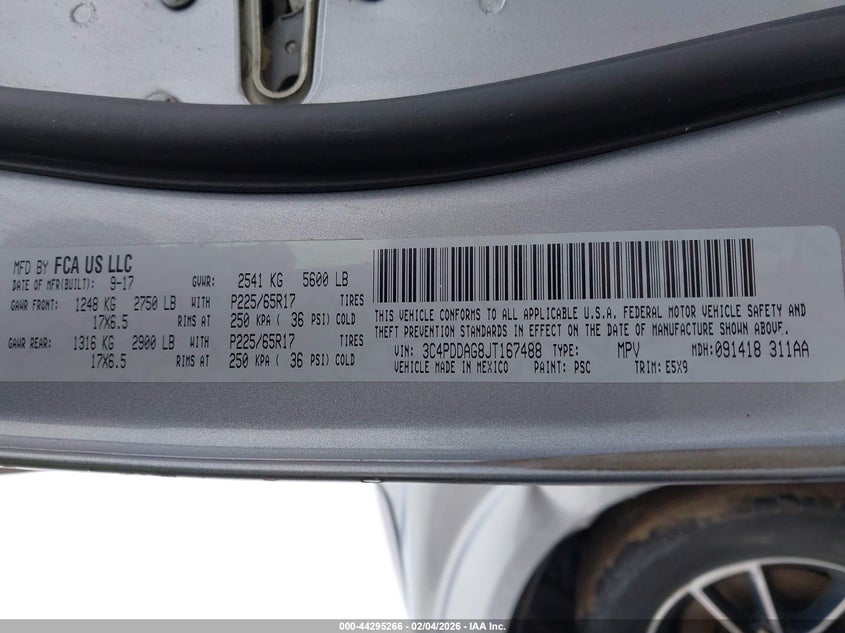 MFD BY FCA US LLC
DATE OF MFR(BUILT): 9-17 GVWR: 2541 KG 5600 LB
GAWR FRONT: 1248 KG 2750 LB WITH P225/65R17 TIRES
17X6.5 RIMS AT 250 KPA ( 36 PSI) COLD
GAWR REAR: 1316 KG 2900 LB WITH P225/65R17 TIRES
17X6.5 RIMS AT 250 KPA ( 36 PSI) COLD
THIS VEHICLE CONFORMS TO ALL APPLICABLE U.S.A. FEDERAL MOTOR VEHICLE SAFETY AND
THEFT PREVENTION STANDARDS IN EFFECT ON THE DATE OF MANUFACTURE SHOWN ABOVE.
VIN: 3C4PDDAG8JT167488 TYPE: MPV MDH: 091418 311AA
VEHICLE MADE IN MEXICO PAINT: PSC TRIM: E5X9
000-44295266 - 02/04/2026 - IAA Inc.